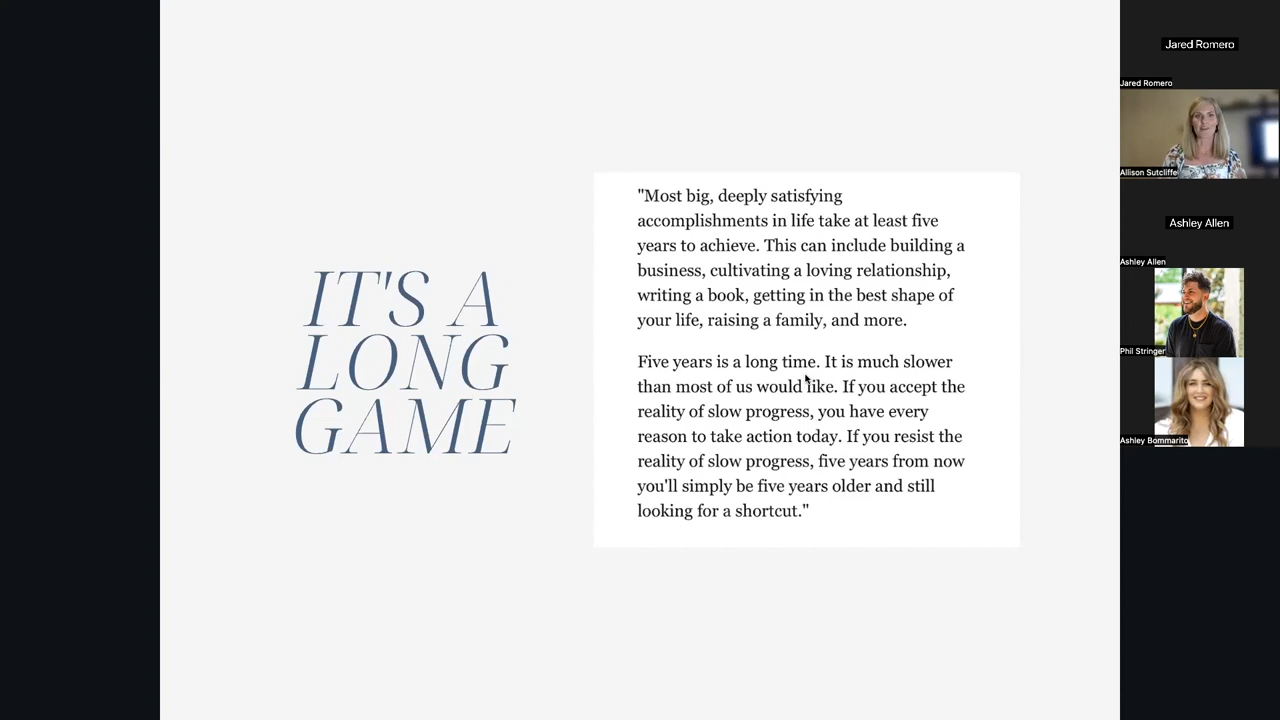 IT'S A
LONG
GAME
"Most big, deeply satisfying
accomplishments in life take at least five
years to achieve. This can include building a
business, cultivating a loving relationship,
writing a book, getting in the best shape of
your life, raising a family, and more.
Five years is a long time. It is much slower
than most of us would like. If you accept the
reality of slow progress, you have every
reason to take action today. If you resist the
reality of slow progress, five years from now
you'll simply be five years older and still
looking for a shortcut."
Jared Romero
Jared Romero
Allison Sutcliffe
Ashley Allen
Ashley Allen
Phil Stringer
Ashley Bommarito